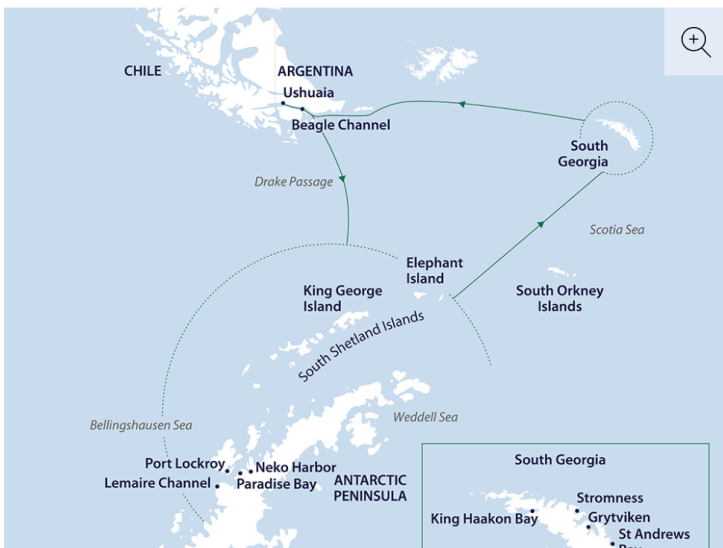 CHILE
ARGENTINA
Ushuaia
Beagle Channel
South
Georgia
Drake Passage
Scotia Sea
Elephant
Island
King George
Island
South Orkney
Islands
South Shetland Islands
Weddell Sea
Bellingshausen Sea
Port Lockroy
Neko Harbor
Lemaire Channel
Paradise Bay
ANTARCTIC
PENINSULA
South Georgia
Stromness
King Haakon Bay
Grytviken
St Andrews
Bay